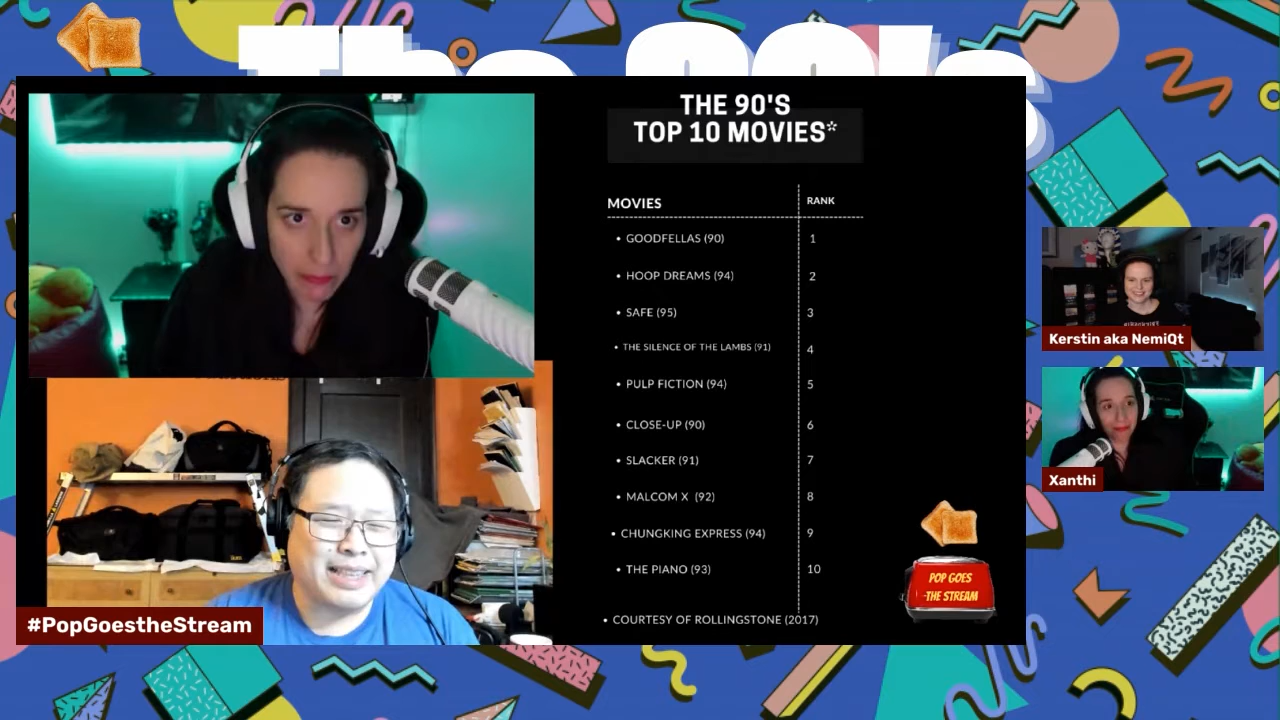 The 90's
THE 90'S
TOP 10 MOVIES*
MOVIES RANK
• GOODFELLAS (90) 1
• HOOP DREAMS (94) 2
• SAFE (95) 3
• THE SILENCE OF THE LAMBS (91) 4
• PULP FICTION (94) 5
• CLOSE-UP (90) 6
• SLACKER (91) 7
• MALCOM X (92) 8
• CHUNGKING EXPRESS (94) 9
• THE PIANO (93) 10
• COURTESY OF ROLLINGSTONE (2017)
POP GOES
THE STREAM
#PopGoestheStream
Kerstin aka NemiQt
Xanthi